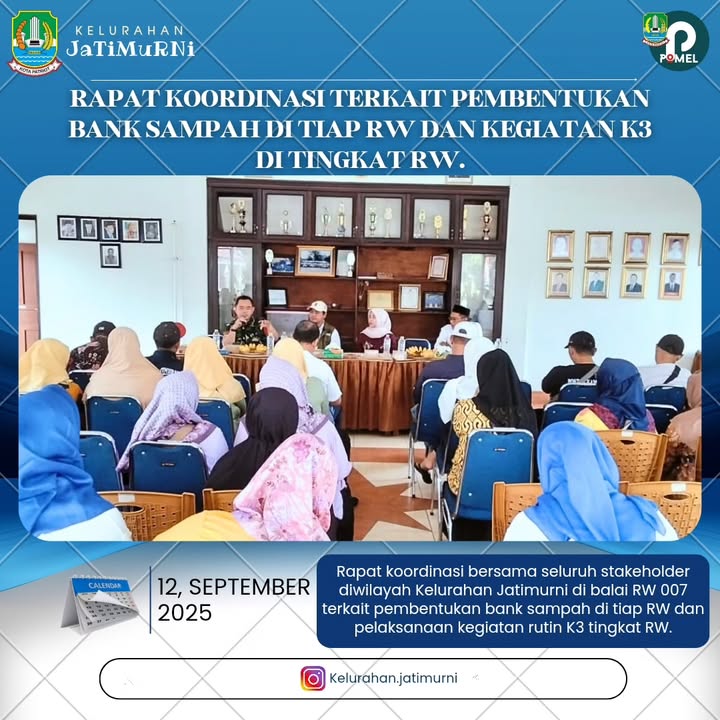 KELURAHAN
JaTiMuRNi
KOTA PATRIOT
POMEL
RAPAT KOORDINASI TERKAIT PEMBENTUKAN
BANK SAMPAH DI TIAP RW DAN KEGIATAN K3
DI TINGKAT RW.
CALENDAR
12, SEPTEMBER
2025
Rapat koordinasi bersama seluruh stakeholder
diwilayah Kelurahan Jatimurni di balai RW 007
terkait pembentukan bank sampah di tiap RW dan
pelaksanaan kegiatan rutin K3 tingkat RW.
Kelurahan.jatimurni